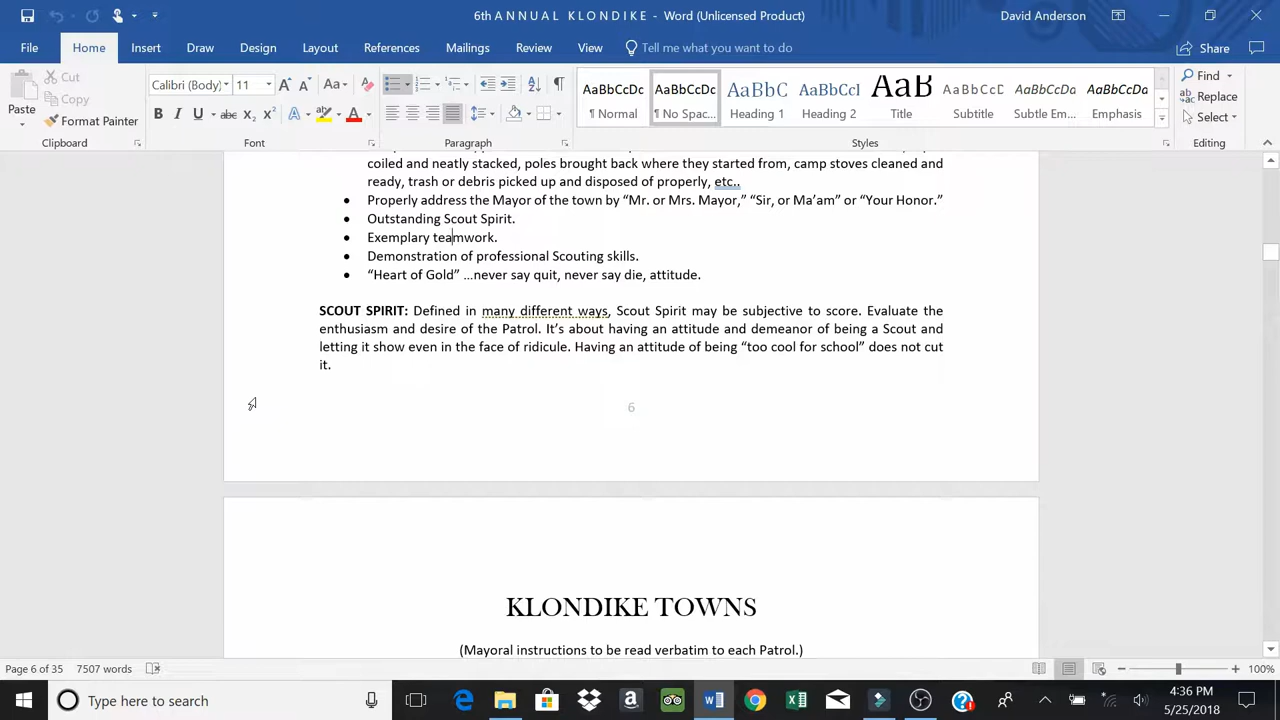 6th A N N U A L K L O N D I K E - Word (Unlicensed Product)
David Anderson
File Home Insert Draw Design Layout References Mailings Review View Tell me what you want to do Share
Paste
Cut
Copy
Format Painter
Calibri (Body) 11
Aa
B I U abc X2 X2 A A
AaBbCcDc AaBbCcDc AaBbC AaBbCcI AaB AaBbCcD AaBbCcDa AaBbCcDa
¶ Normal ¶ No Spac... Heading 1 Heading 2 Title Subtitle Subtle Em... Emphasis
Find
Replace
Select
Clipboard Font Paragraph Styles Editing
coiled and neatly stacked, poles brought back where they started from, camp stoves cleaned and
ready, trash or debris picked up and disposed of properly, etc..
• Properly address the Mayor of the town by “Mr. or Mrs. Mayor,” “Sir, or Ma’am” or “Your Honor.”
• Outstanding Scout Spirit.
• Exemplary teamwork.
• Demonstration of professional Scouting skills.
• “Heart of Gold” …never say quit, never say die, attitude.
SCOUT SPIRIT: Defined in many different ways, Scout Spirit may be subjective to score. Evaluate the
enthusiasm and desire of the Patrol. It’s about having an attitude and demeanor of being a Scout and
letting it show even in the face of ridicule. Having an attitude of being “too cool for school” does not cut
it.
6
KLONDIKE TOWNS
(Mayoral instructions to be read verbatim to each Patrol.)
Page 6 of 35 7507 words 100%
Type here to search
4:36 PM
5/25/2018